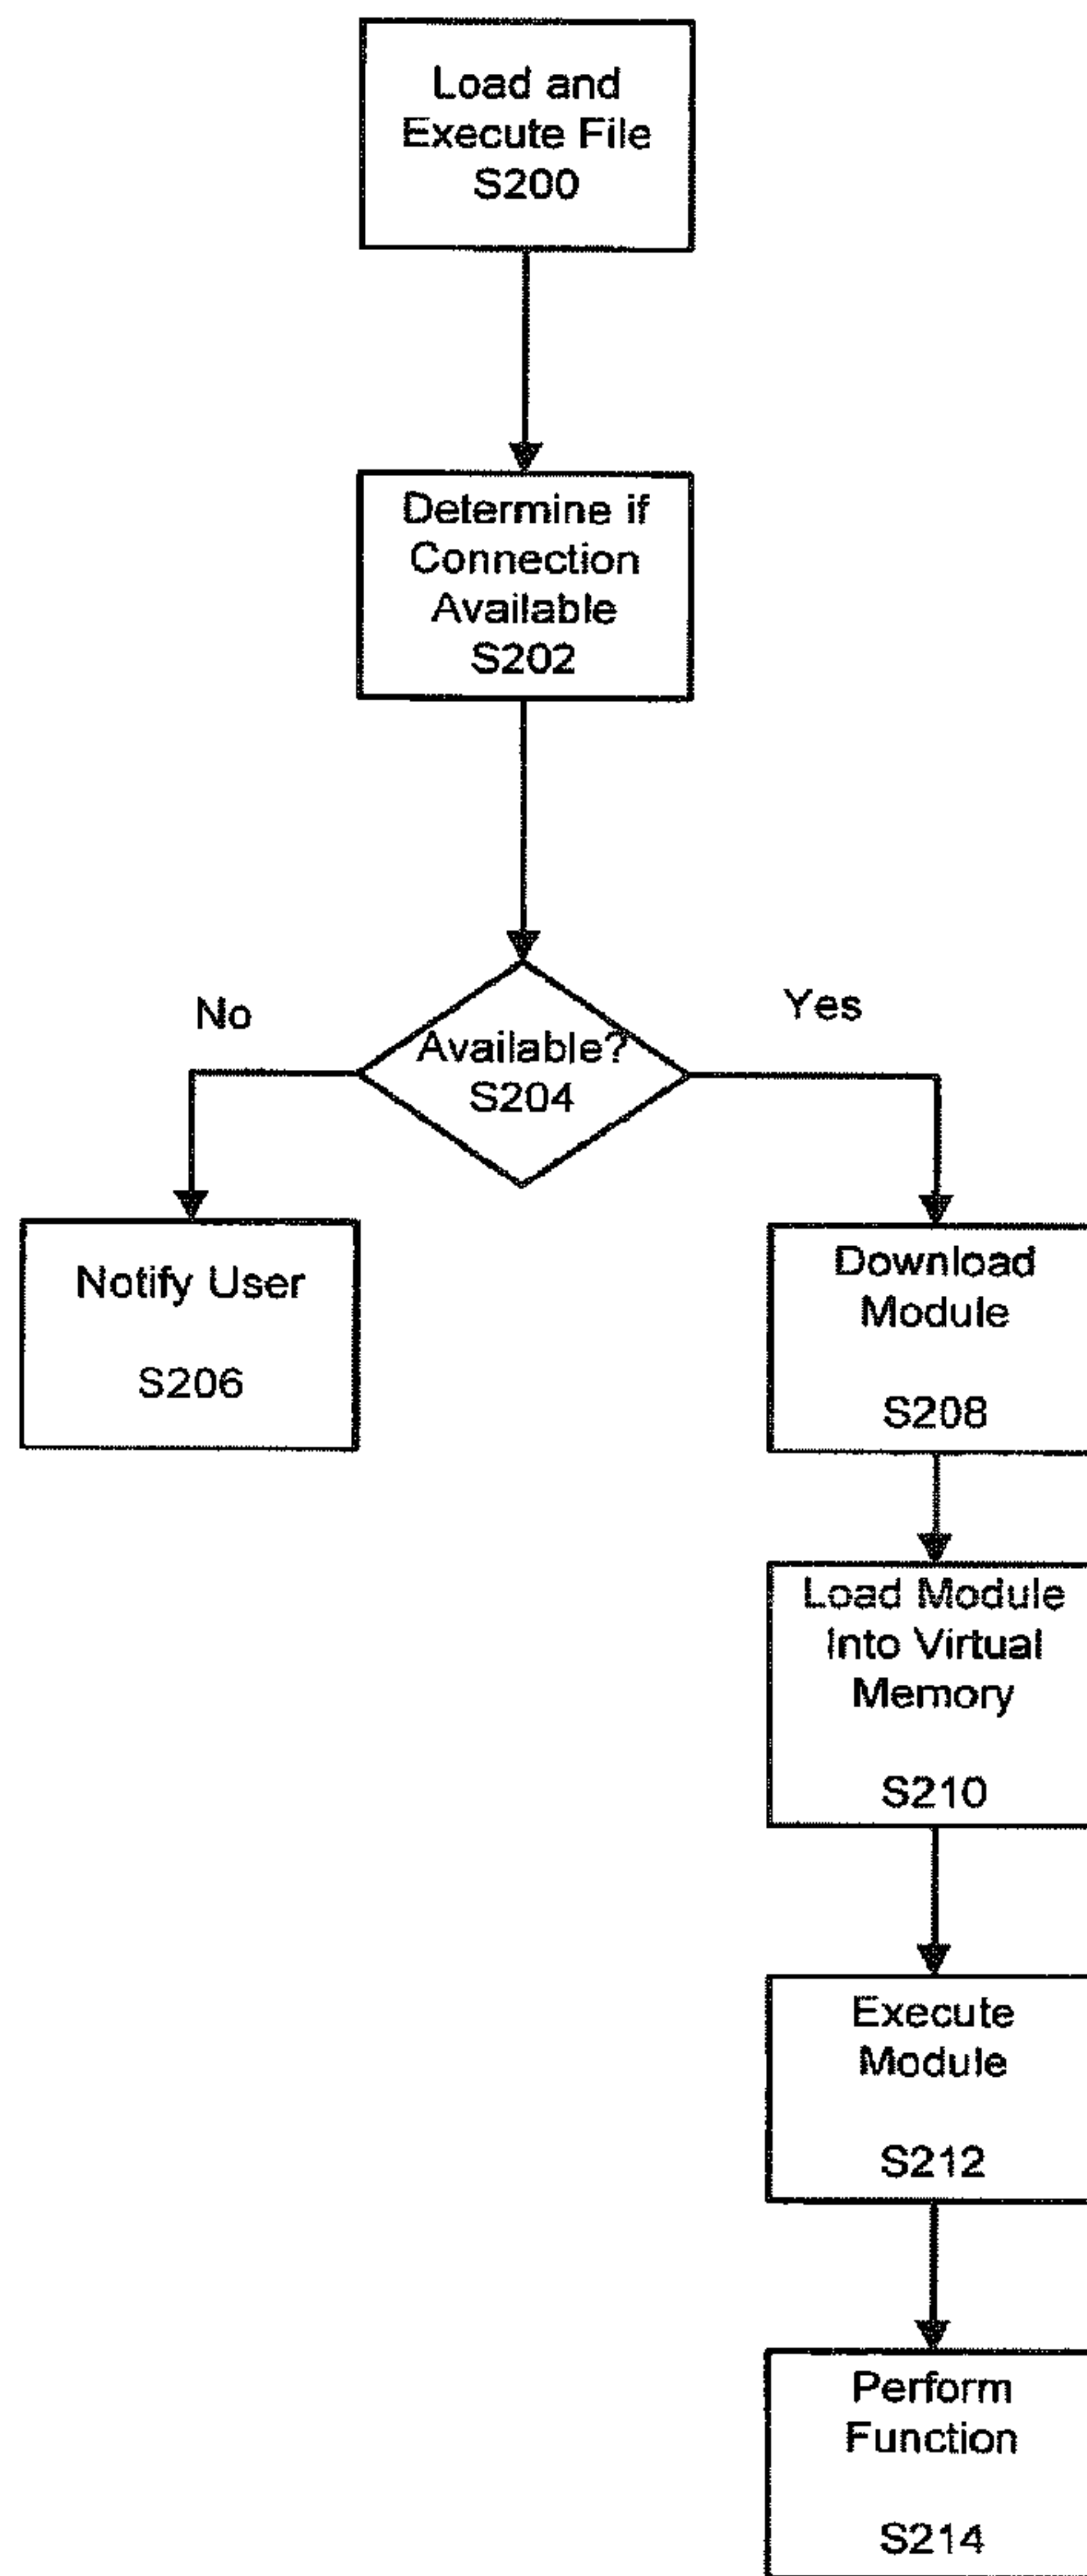 Load and
Execute File
S200
Determine if
Connection
Available
S202
No
Yes
Available?
S204
Notify User
S206
Download
Module
S208
Load Module
Into Virtual
Memory
S210
Execute
Module
S212
Perform
Function
S214